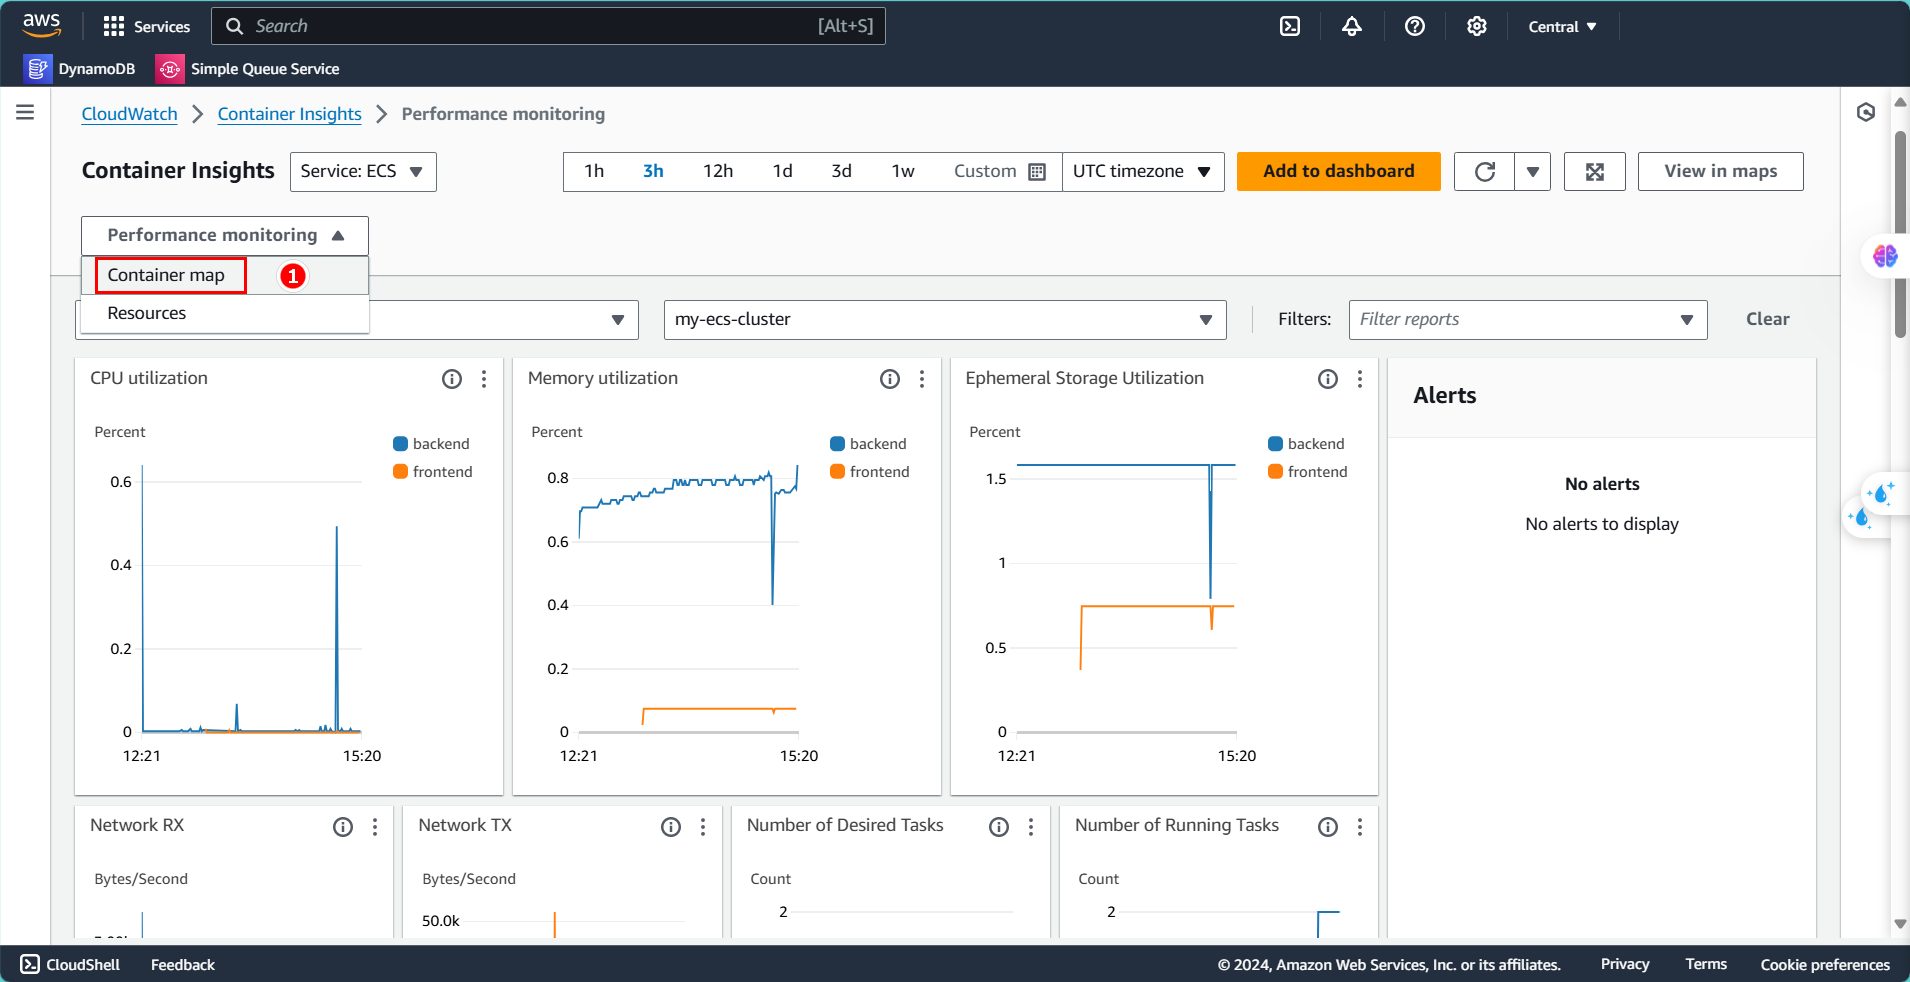 aws
Services
Search
[Alt+S]
Central
DynamoDB
Simple Queue Service
CloudWatch
Container Insights
Performance monitoring
Container Insights
Service: ECS
1h
3h
12h
1d
3d
1w
Custom
UTC timezone
Add to dashboard
View in maps
Performance monitoring
Container map
1
Resources
my-ecs-cluster
Filters:
Filter reports
Clear
CPU utilization
Percent
backend
frontend
0.6
0.4
0.2
0
12:21
15:20
Memory utilization
Percent
backend
frontend
0.8
0.6
0.4
0.2
0
12:21
15:20
Ephemeral Storage Utilization
Percent
backend
frontend
1.5
1
0.5
0
12:21
15:20
Alerts
No alerts
No alerts to display
Network RX
Bytes/Second
Network TX
Bytes/Second
50.0k
Number of Desired Tasks
Count
2
Number of Running Tasks
Count
2
CloudShell
Feedback
© 2024, Amazon Web Services, Inc. or its affiliates.
Privacy
Terms
Cookie preferences